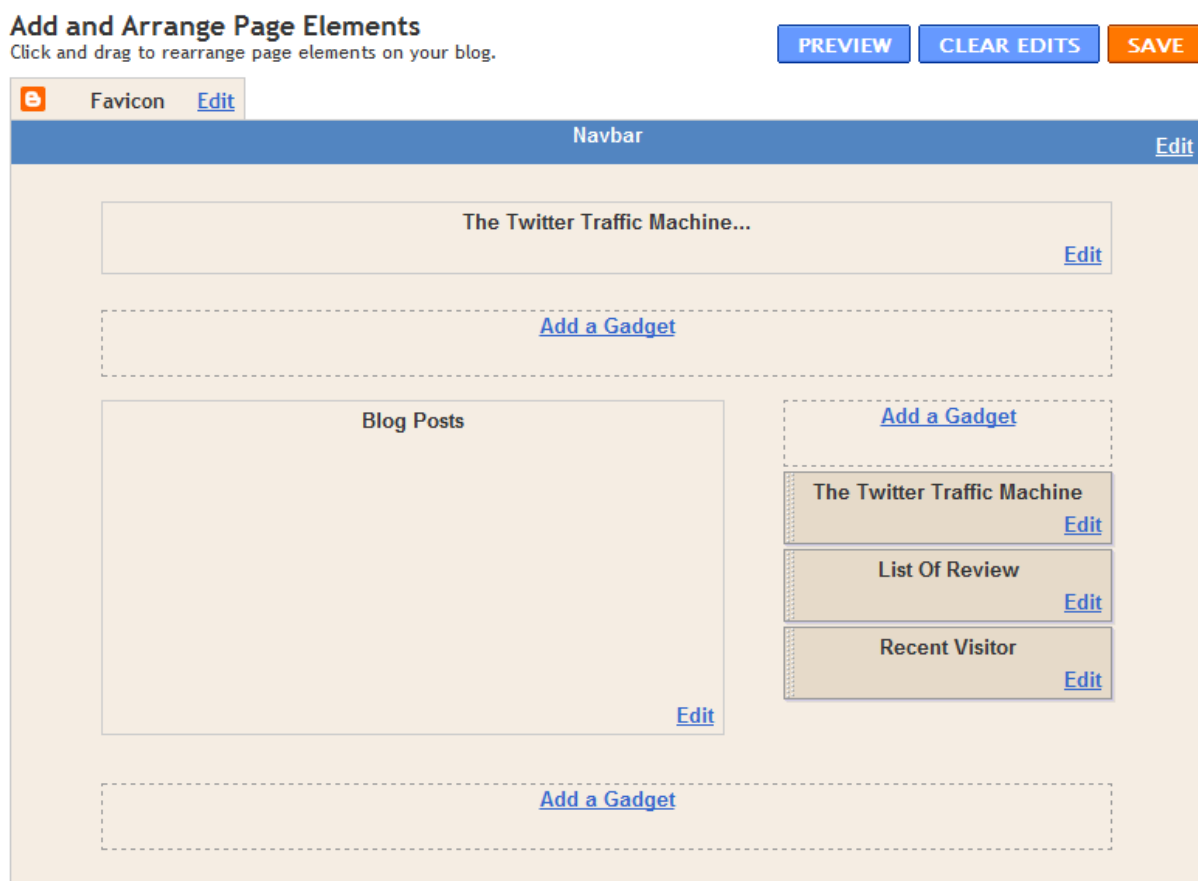 Add and Arrange Page Elements
Click and drag to rearrange page elements on your blog.
PREVIEW
CLEAR EDITS
SAVE
Favicon
Edit
Navbar
Edit
The Twitter Traffic Machine...
Edit
Add a Gadget
Blog Posts
Edit
Add a Gadget
The Twitter Traffic Machine
Edit
List Of Review
Edit
Recent Visitor
Edit
Add a Gadget